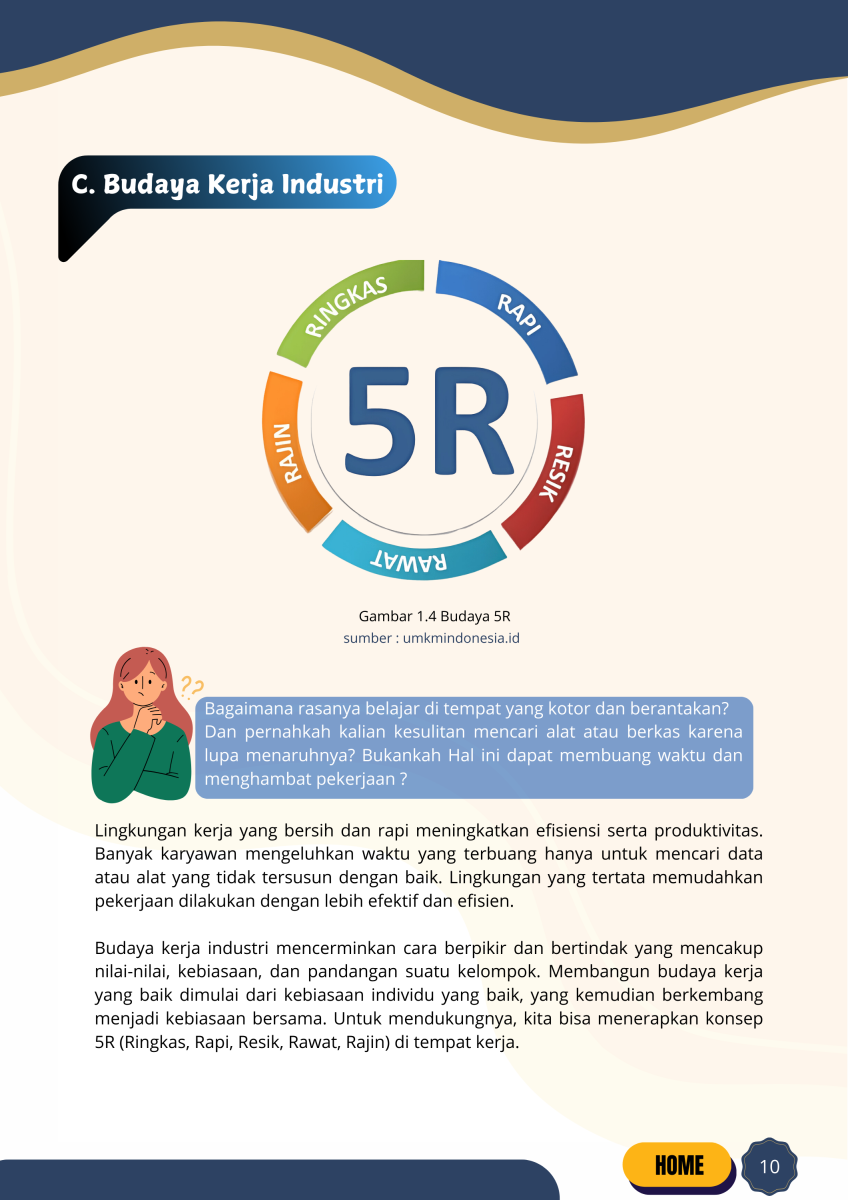 C. Budaya Kerja Industri
RINGKAS
RAPI
RESIK
RAWAT
RAJIN
5R
Gambar 1.4 Budaya 5R
sumber : umkmindonesia.id
??
Bagaimana rasanya belajar di tempat yang kotor dan berantakan?
Dan pernahkah kalian kesulitan mencari alat atau berkas karena
lupa menaruhnya? Bukankah Hal ini dapat membuang waktu dan
menghambat pekerjaan ?
Lingkungan kerja yang bersih dan rapi meningkatkan efisiensi serta produktivitas.
Banyak karyawan mengeluhkan waktu yang terbuang hanya untuk mencari data
atau alat yang tidak tersusun dengan baik. Lingkungan yang tertata memudahkan
pekerjaan dilakukan dengan lebih efektif dan efisien.
Budaya kerja industri mencerminkan cara berpikir dan bertindak yang mencakup
nilai-nilai, kebiasaan, dan pandangan suatu kelompok. Membangun budaya kerja
yang baik dimulai dari kebiasaan individu yang baik, yang kemudian berkembang
menjadi kebiasaan bersama. Untuk mendukungnya, kita bisa menerapkan konsep
5R (Ringkas, Rapi, Resik, Rawat, Rajin) di tempat kerja.
HOME
10